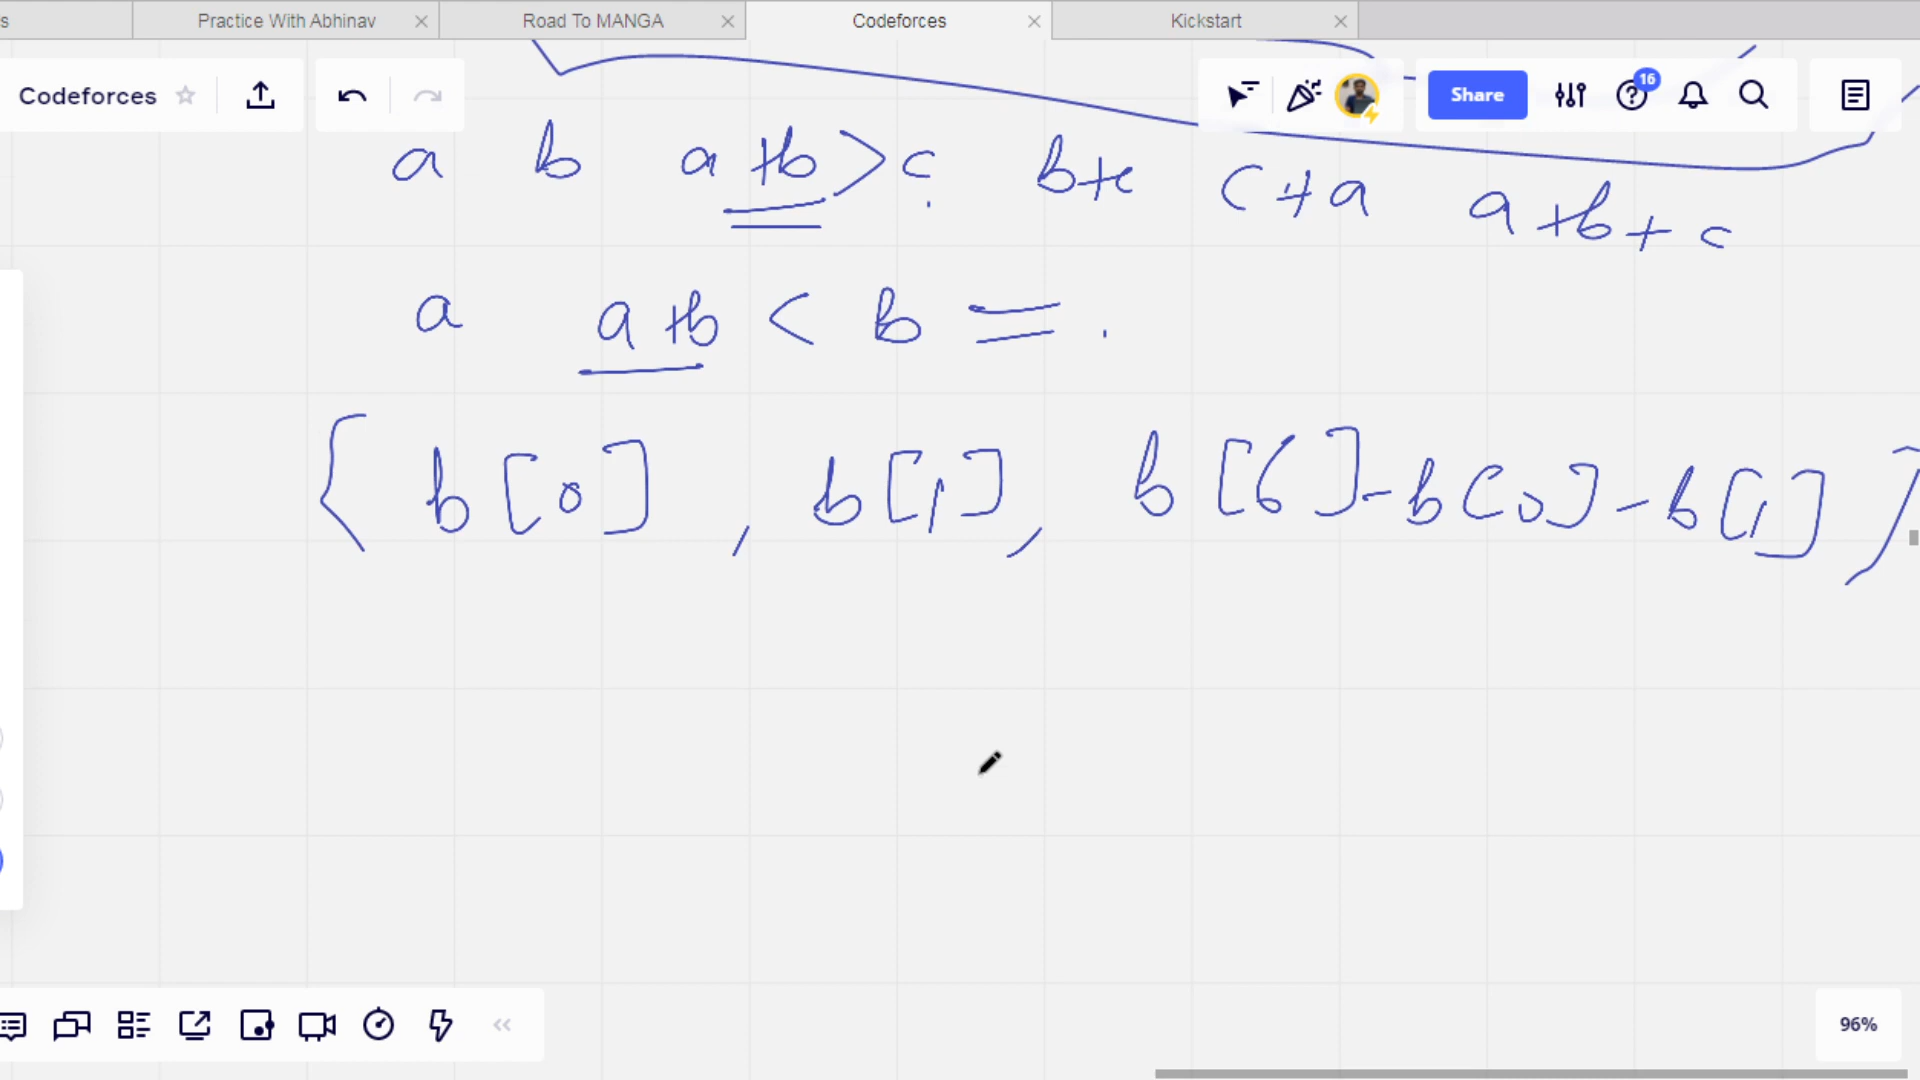 s
Practice With Abhinav
Road To MANGA
Codeforces
Kickstart
Codeforces
Share
16
a b a+b>c b+c c+a a+b+c
a a+b < b = .
{ b[0] , b[1] , b[6]-b[0]-b[1] }
96%